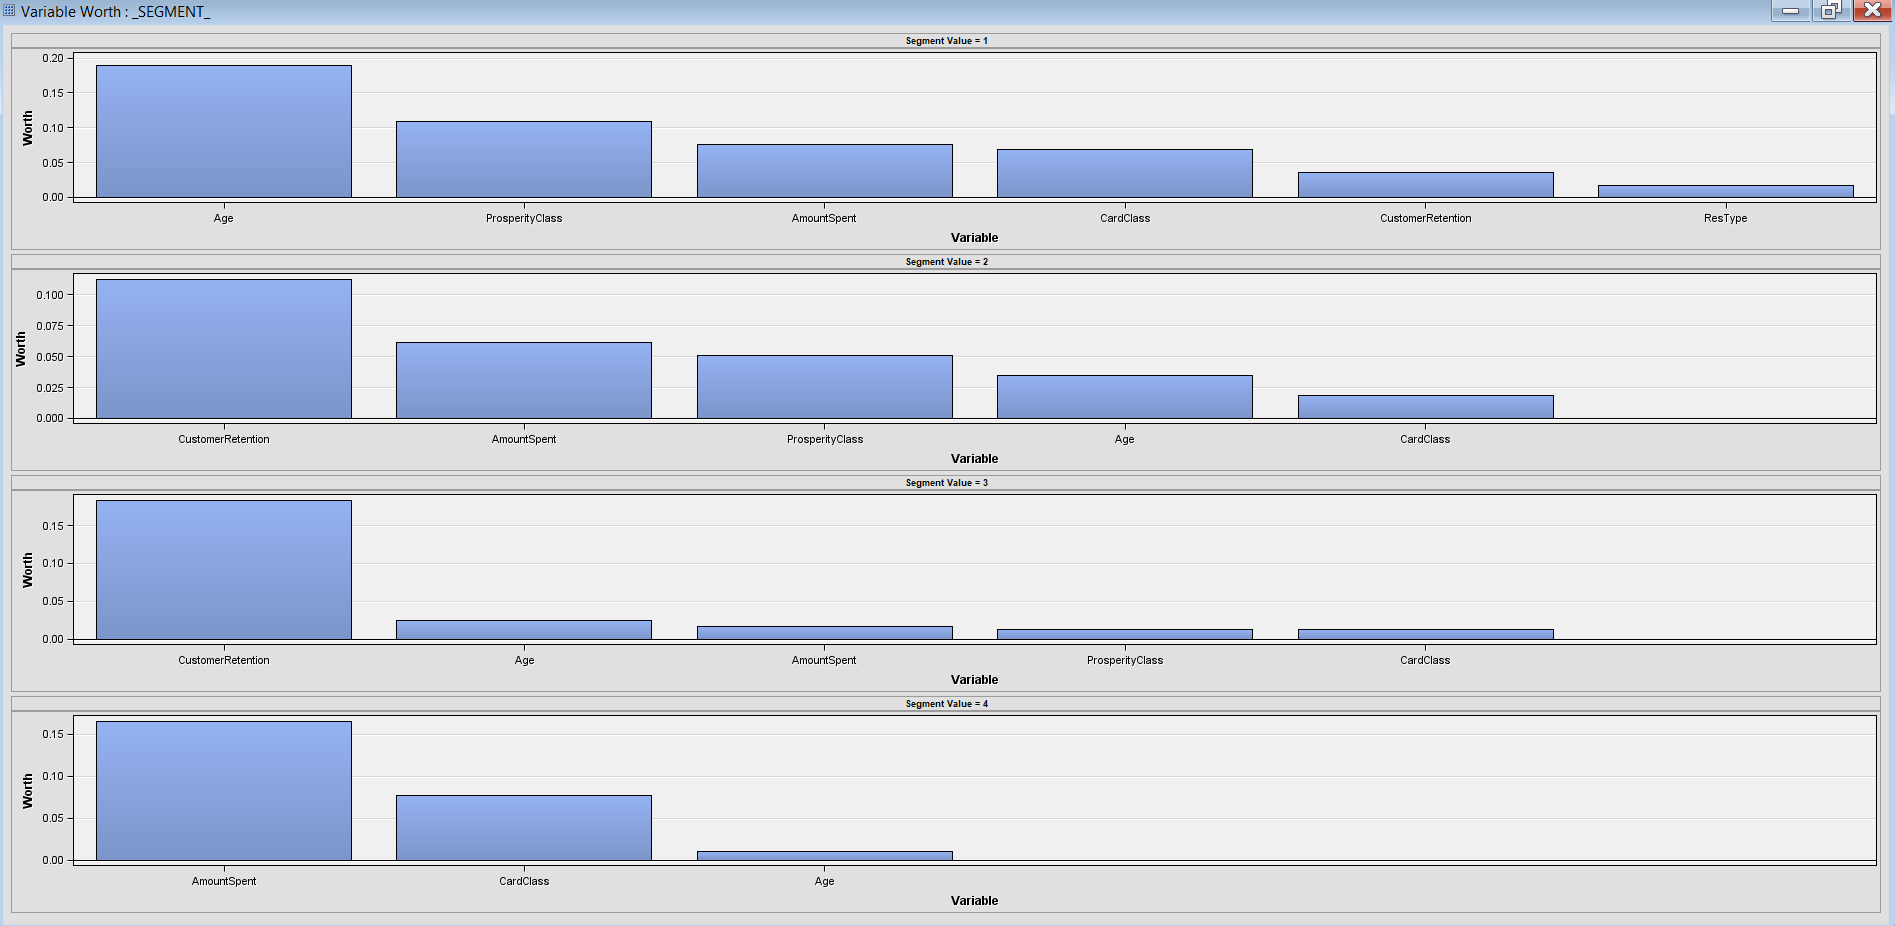 Variable Worth : _SEGMENT_
Segment Value = 1
0.20
0.15
0.10
0.05
0.00
Worth
Age ProsperityClass AmountSpent CardClass CustomerRetention ResType
Variable
Segment Value = 2
0.100
0.075
0.050
0.025
0.000
Worth
CustomerRetention AmountSpent ProsperityClass Age CardClass
Variable
Segment Value = 3
0.15
0.10
0.05
0.00
Worth
CustomerRetention Age AmountSpent ProsperityClass CardClass
Variable
Segment Value = 4
0.15
0.10
0.05
0.00
Worth
AmountSpent CardClass Age
Variable